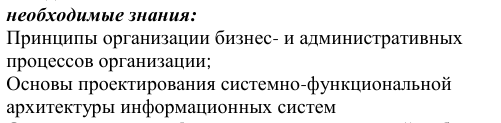 необходимые знания:
Принципы организации бизнес- и административных
процессов организации;
Основы проектирования системно-функциональной
архитектуры информационных систем